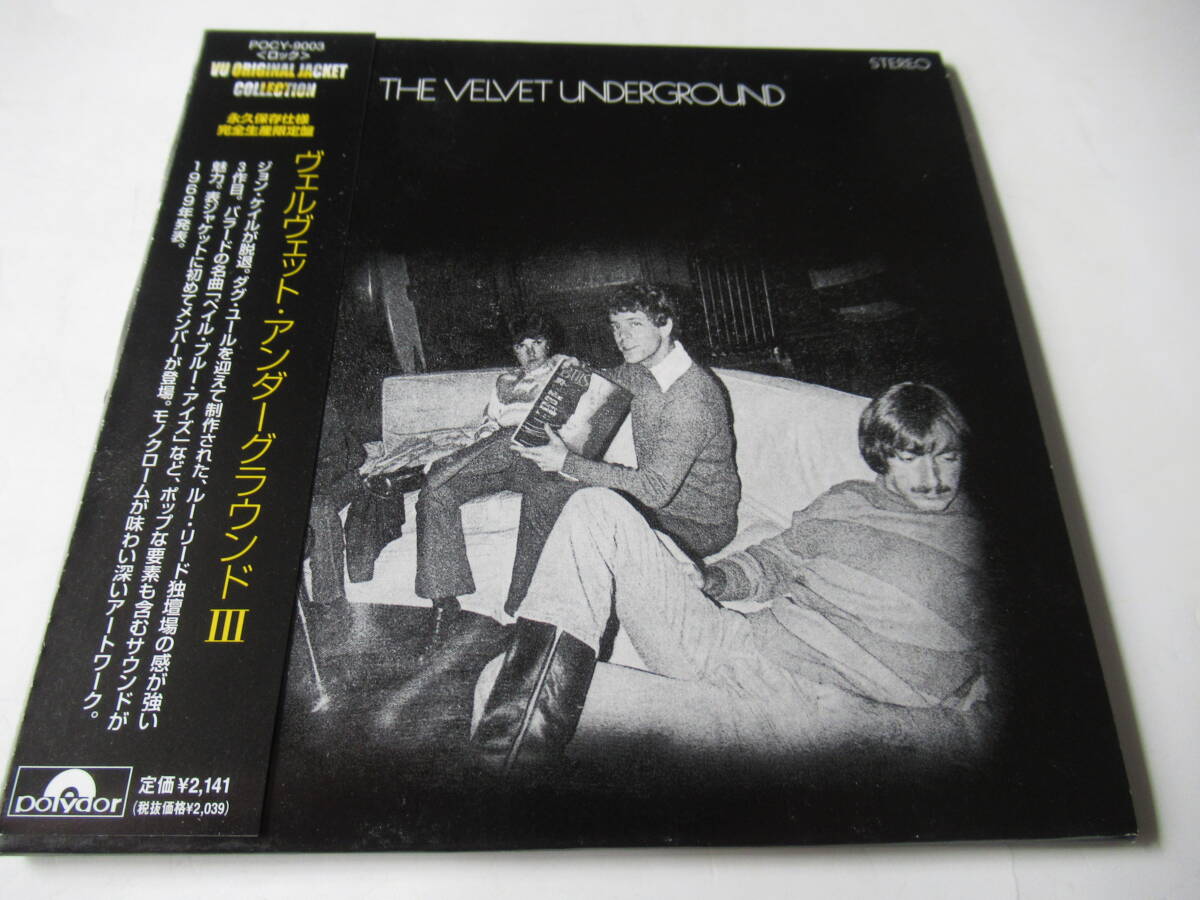 POCY-9003
<ロック>
VU ORIGINAL JACKET
COLLECTION
永久保存仕様
完全生産限定盤
ヴェルヴェット・アンダーグラウンドⅢ
ジョン・ケイルが脱退。ダグ・ユールを迎えて制作された、ルー・リード独壇場の感が強い
3作目。バラードの名曲「ペイル・ブルー・アイズ」など、ポップな要素も含むサウンドが
魅力。表ジャケットに初めてメンバーが登場。モノクロームが味わい深いアートワーク。
1969年発表。
polydor
定価¥2,141
(税抜価格¥2,039)
THE VELVET UNDERGROUND
STEREO